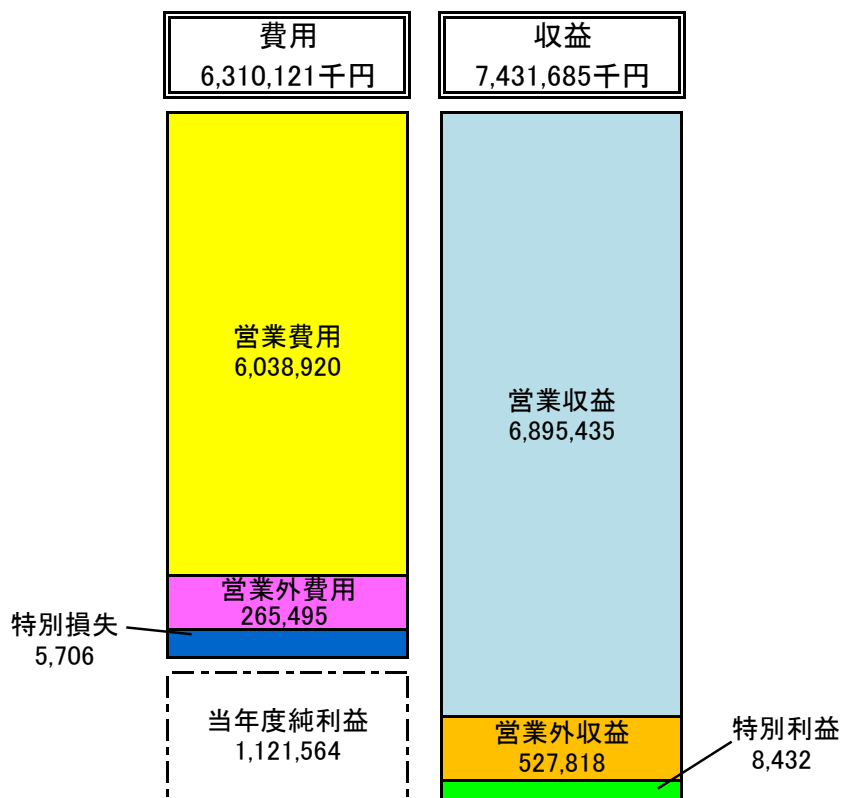 費用
6,310,121千円
収益
7,431,685千円
営業費用
6,038,920
営業外費用
265,495
特別損失
5,706
当年度純利益
1,121,564
営業収益
6,895,435
営業外収益
527,818
特別利益
8,432